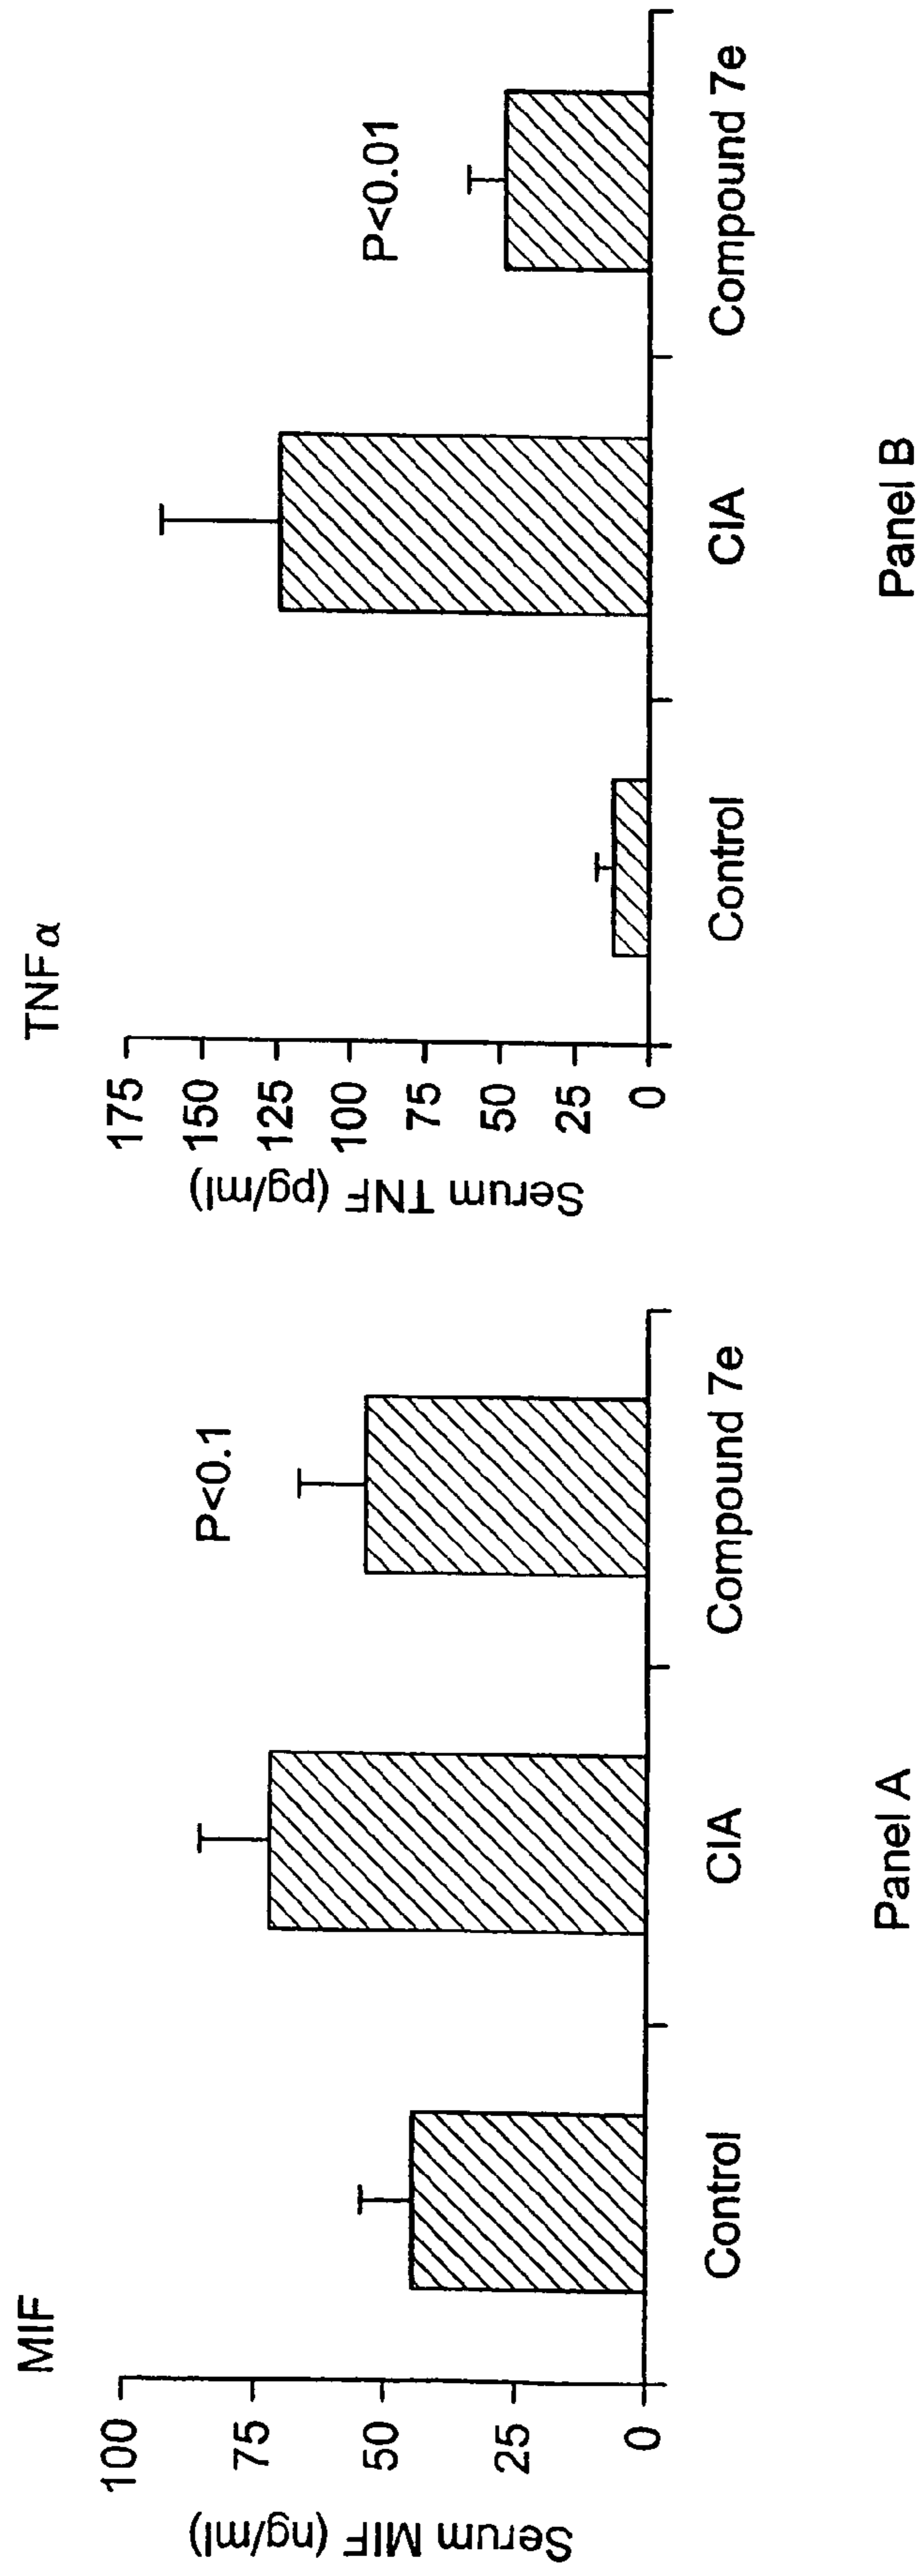 MIF
Serum MIF (ng/ml)
100
75
50
25
0
P<0.1
Control
CIA
Compound 7e
Panel A
TNFα
Serum TNF (pg/ml)
175
150
125
100
75
50
25
0
P<0.01
Control
CIA
Compound 7e
Panel B